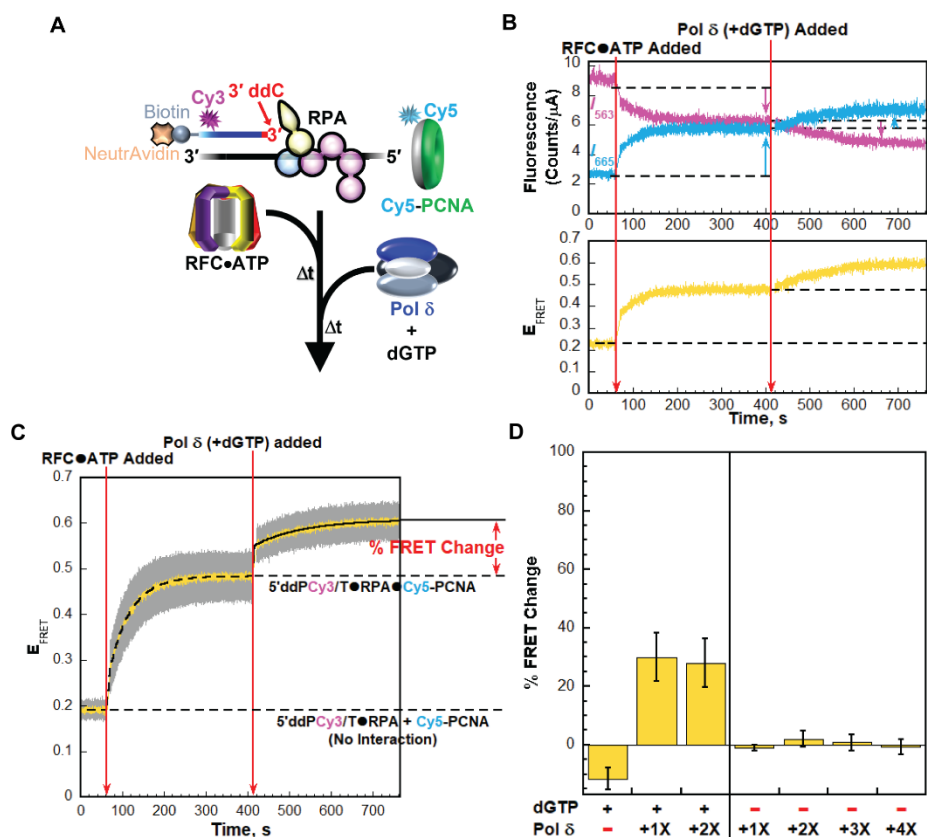 A
Cy3
3′ ddC
Biotin
3′
RPA
Cy5
NeutrAvidin
3′
5′
Cy5-PCNA
RFC●ATP
Δt
Pol δ
+
dGTP
Δt
B
Pol δ (+dGTP) Added
RFC●ATP Added
Fluorescence
(Counts/μA)
10
8
6
4
2
0
I563
I665
0 100 200 300 400 500 600 700
EFRET
0.7
0.6
0.5
0.4
0.3
0.2
0.1
0 100 200 300 400 500 600 700
Time, s
C
Pol δ (+dGTP) added
RFC●ATP Added
EFRET
0.7
0.6
0.5
0.4
0.3
0.2
0.1
0 100 200 300 400 500 600 700
Time, s
% FRET Change
5'ddPCy3/T●RPA●Cy5-PCNA
5'ddPCy3/T●RPA + Cy5-PCNA
(No Interaction)
D
% FRET Change
100
80
60
40
20
0
dGTP + + + – – – –
Pol δ – +1X +2X +1X +2X +3X +4X